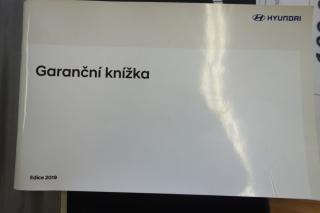 HYUNDAI
Garanční knížka
Edice 2019